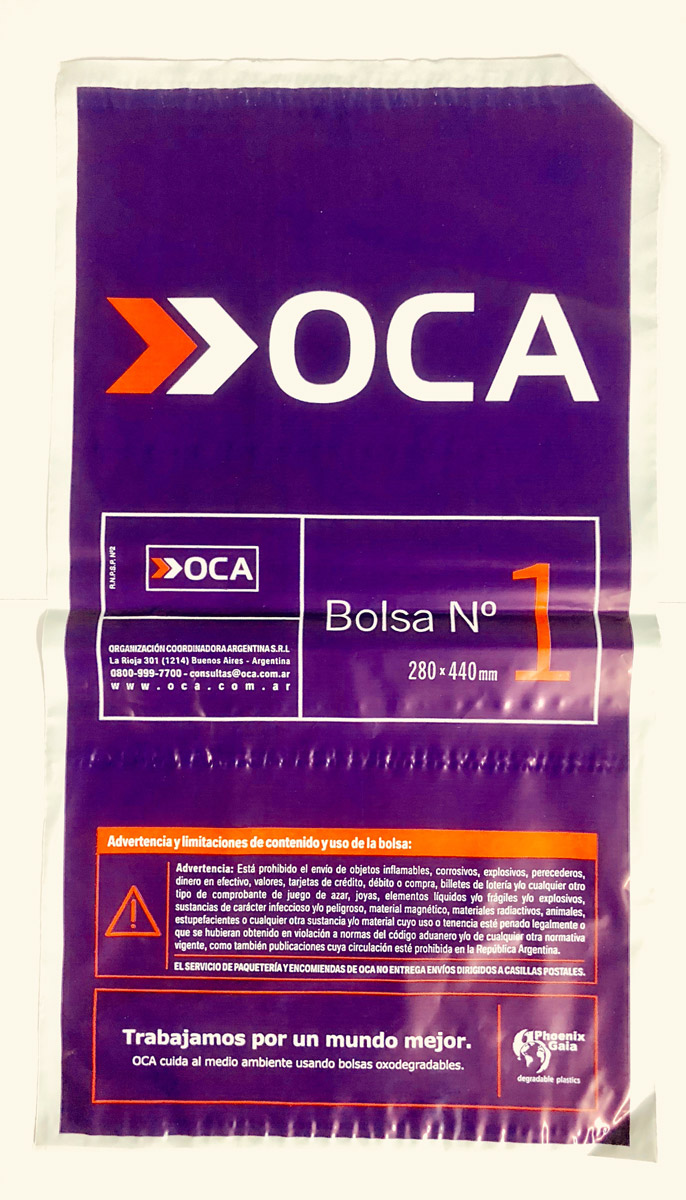 OCA
R.N.P.S.P. Nº2
OCA
ORGANIZACIÓN COORDINADORA ARGENTINA S.R.L
La Rioja 301 (1214) Buenos Aires - Argentina
0800-999-7700 - consultas@oca.com.ar
www.oca.com.ar
Bolsa Nº 1
280 x 440 mm
Advertencia y limitaciones de contenido y uso de la bolsa:
Advertencia: Está prohibido el envío de objetos inflamables, corrosivos, explosivos, perecederos,
dinero en efectivo, valores, tarjetas de crédito, débito o compra, billetes de lotería y/o cualquier otro
tipo de comprobante de juego de azar, joyas, elementos líquidos y/o frágiles y/o explosivos,
sustancias de carácter infeccioso y/o peligroso, material magnético, materiales radiactivos, animales,
estupefacientes o cualquier otra sustancia y/o material cuyo uso o tenencia esté penado legalmente o
que se hubieran obtenido en violación a normas del código aduanero y/o de cualquier otra normativa
vigente, como también publicaciones cuya circulación esté prohibida en la República Argentina.
EL SERVICIO DE PAQUETERÍA Y ENCOMIENDAS DE OCA NO ENTREGA ENVÍOS DIRIGIDOS A CASILLAS POSTALES.
Trabajamos por un mundo mejor.
OCA cuida al medio ambiente usando bolsas oxodegradables.
Phoenix
Gaia
degradable plastics